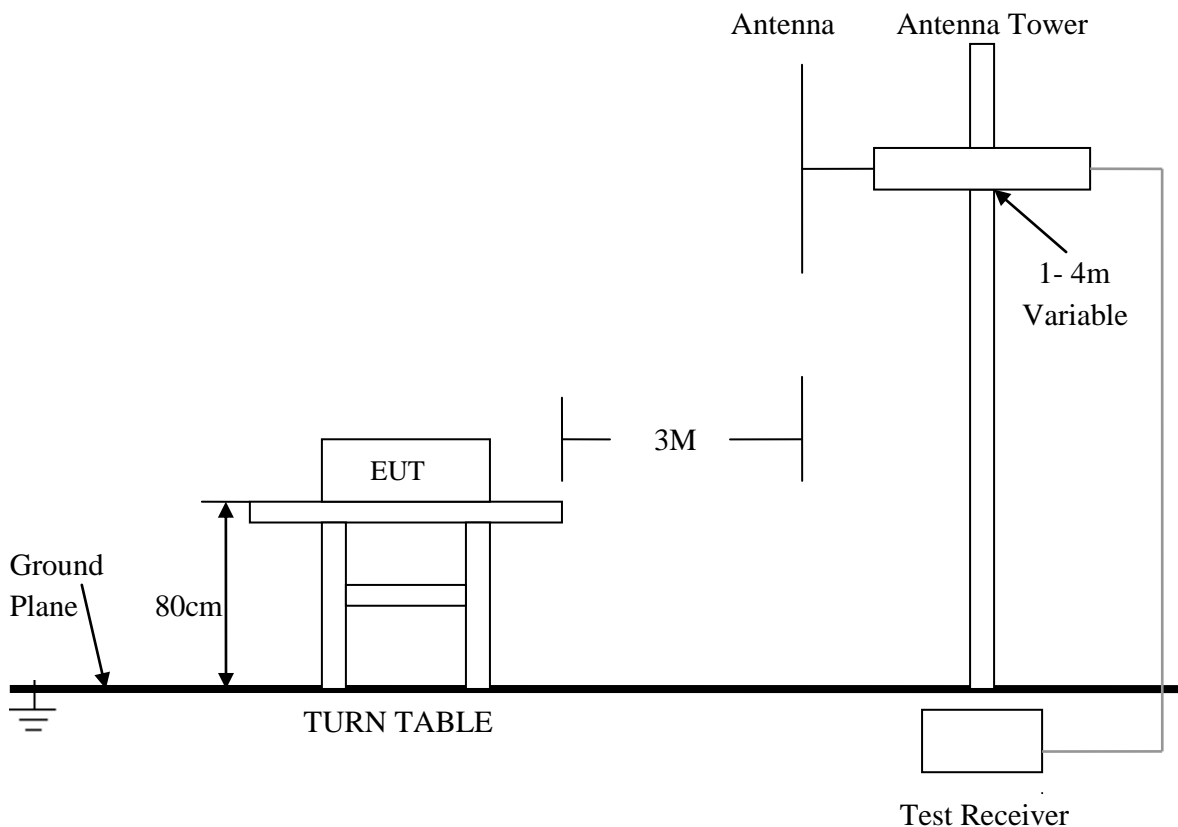 Antenna
Antenna Tower
1- 4m
Variable
3M
EUT
Ground
Plane
80cm
TURN TABLE
Test Receiver